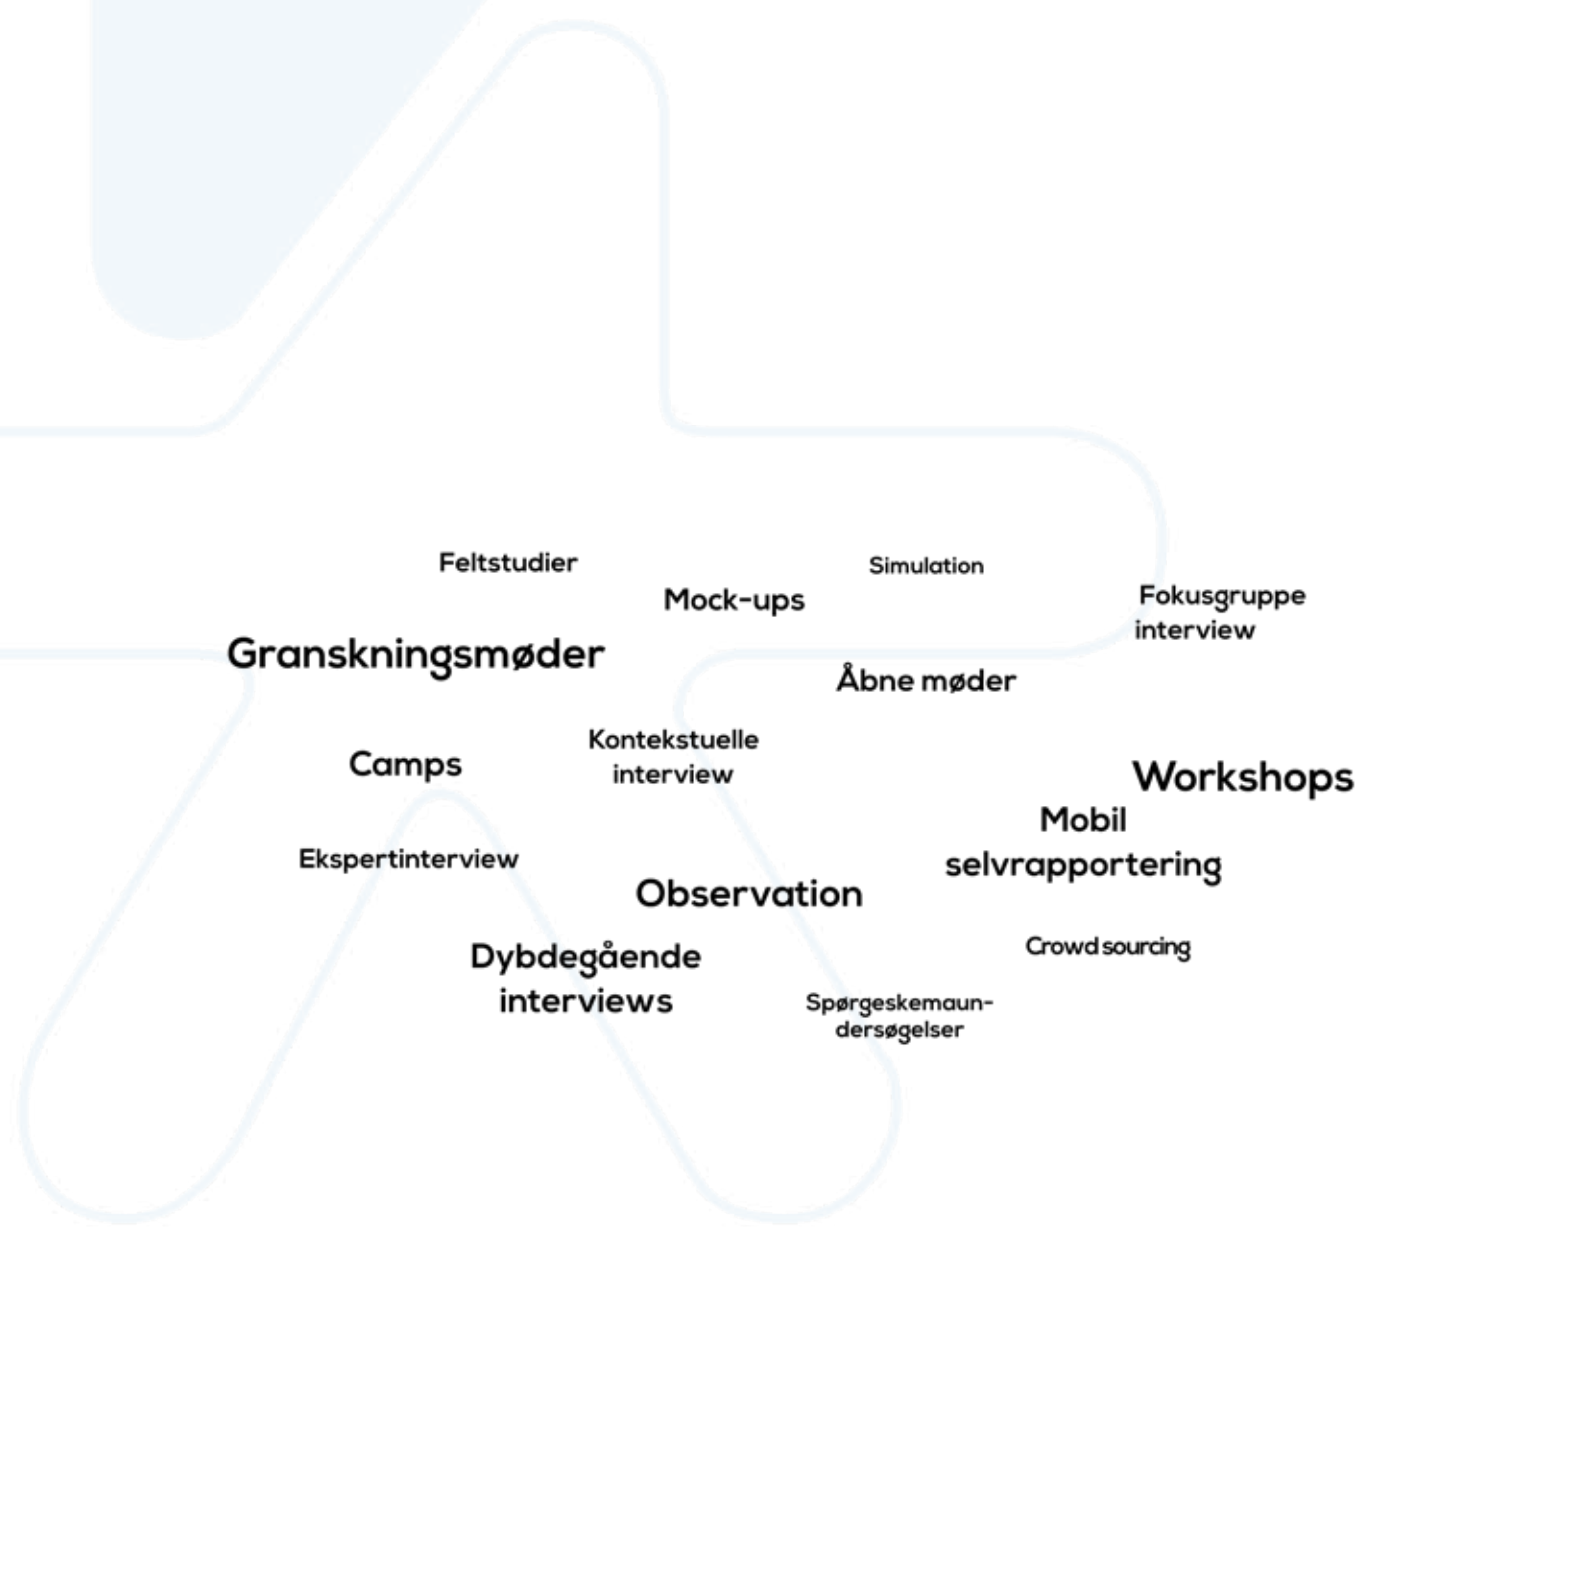 Feltstudier
Simulation
Mock-ups
Fokusgruppe
interview
Granskningsmøder
Åbne møder
Kontekstuelle
interview
Camps
Workshops
Mobil
selvrapportering
Ekspertinterview
Observation
Dybdegående
interviews
Crowd sourcing
Spørgeskemaun-
dersøgelser